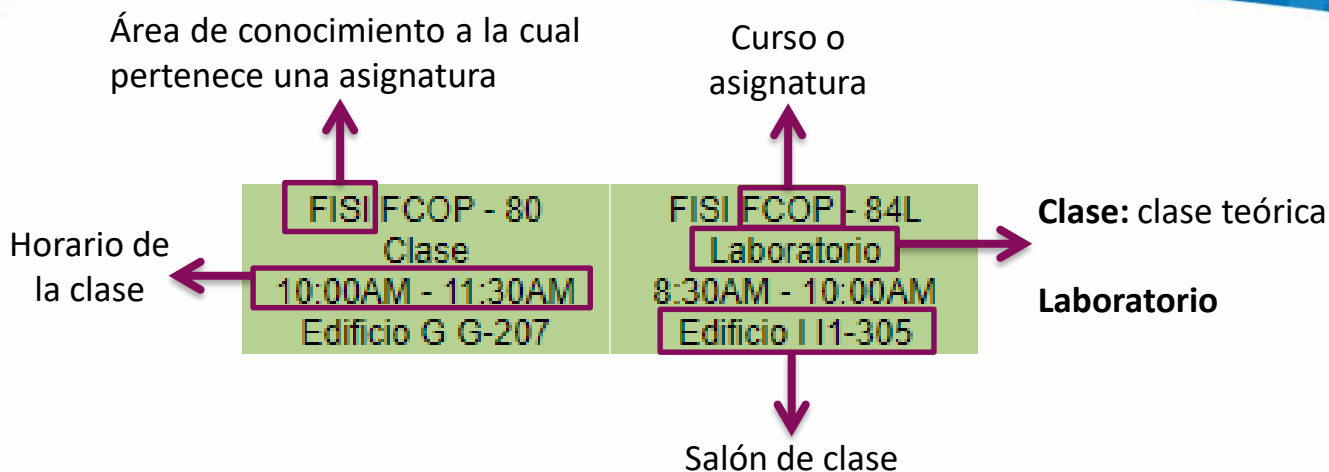 Área de conocimiento a la cual
pertenece una asignatura
Curso o
asignatura
FISI FCOP - 80
Clase
10:00AM - 11:30AM
Edificio G G-207
FISI FCOP - 84L
Laboratorio
8:30AM - 10:00AM
Edificio I I1-305
Horario de
la clase
Clase: clase teórica
Laboratorio
Salón de clase